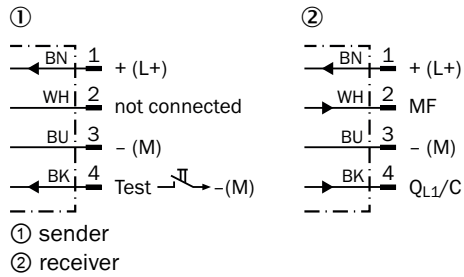 ① ②
BN 1 + (L+) BN 1 + (L+)
WH 2 not connected WH 2 MF
BU 3 – (M) BU 3 – (M)
BK 4 Test –(M) BK 4 QL1/C
① sender
② receiver